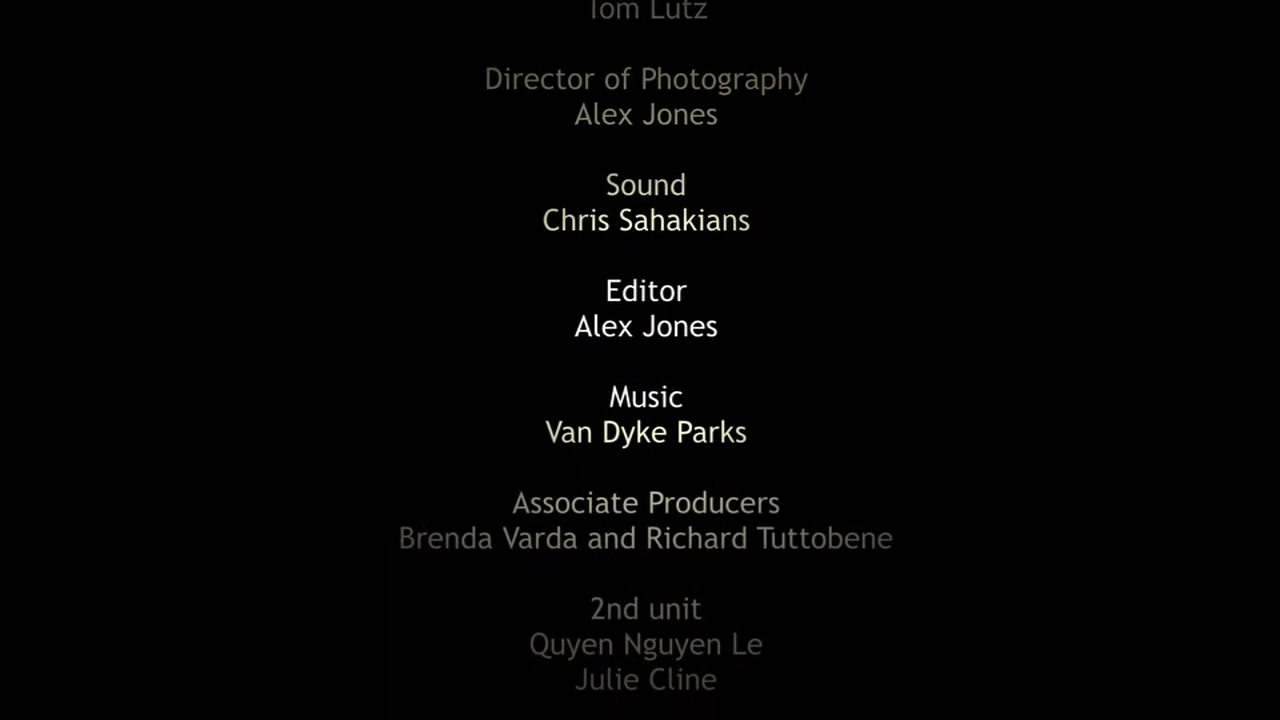 Tom Lutz
Director of Photography
Alex Jones
Sound
Chris Sahakians
Editor
Alex Jones
Music
Van Dyke Parks
Associate Producers
Brenda Varda and Richard Tuttobene
2nd unit
Quyen Nguyen Le
Julie Cline